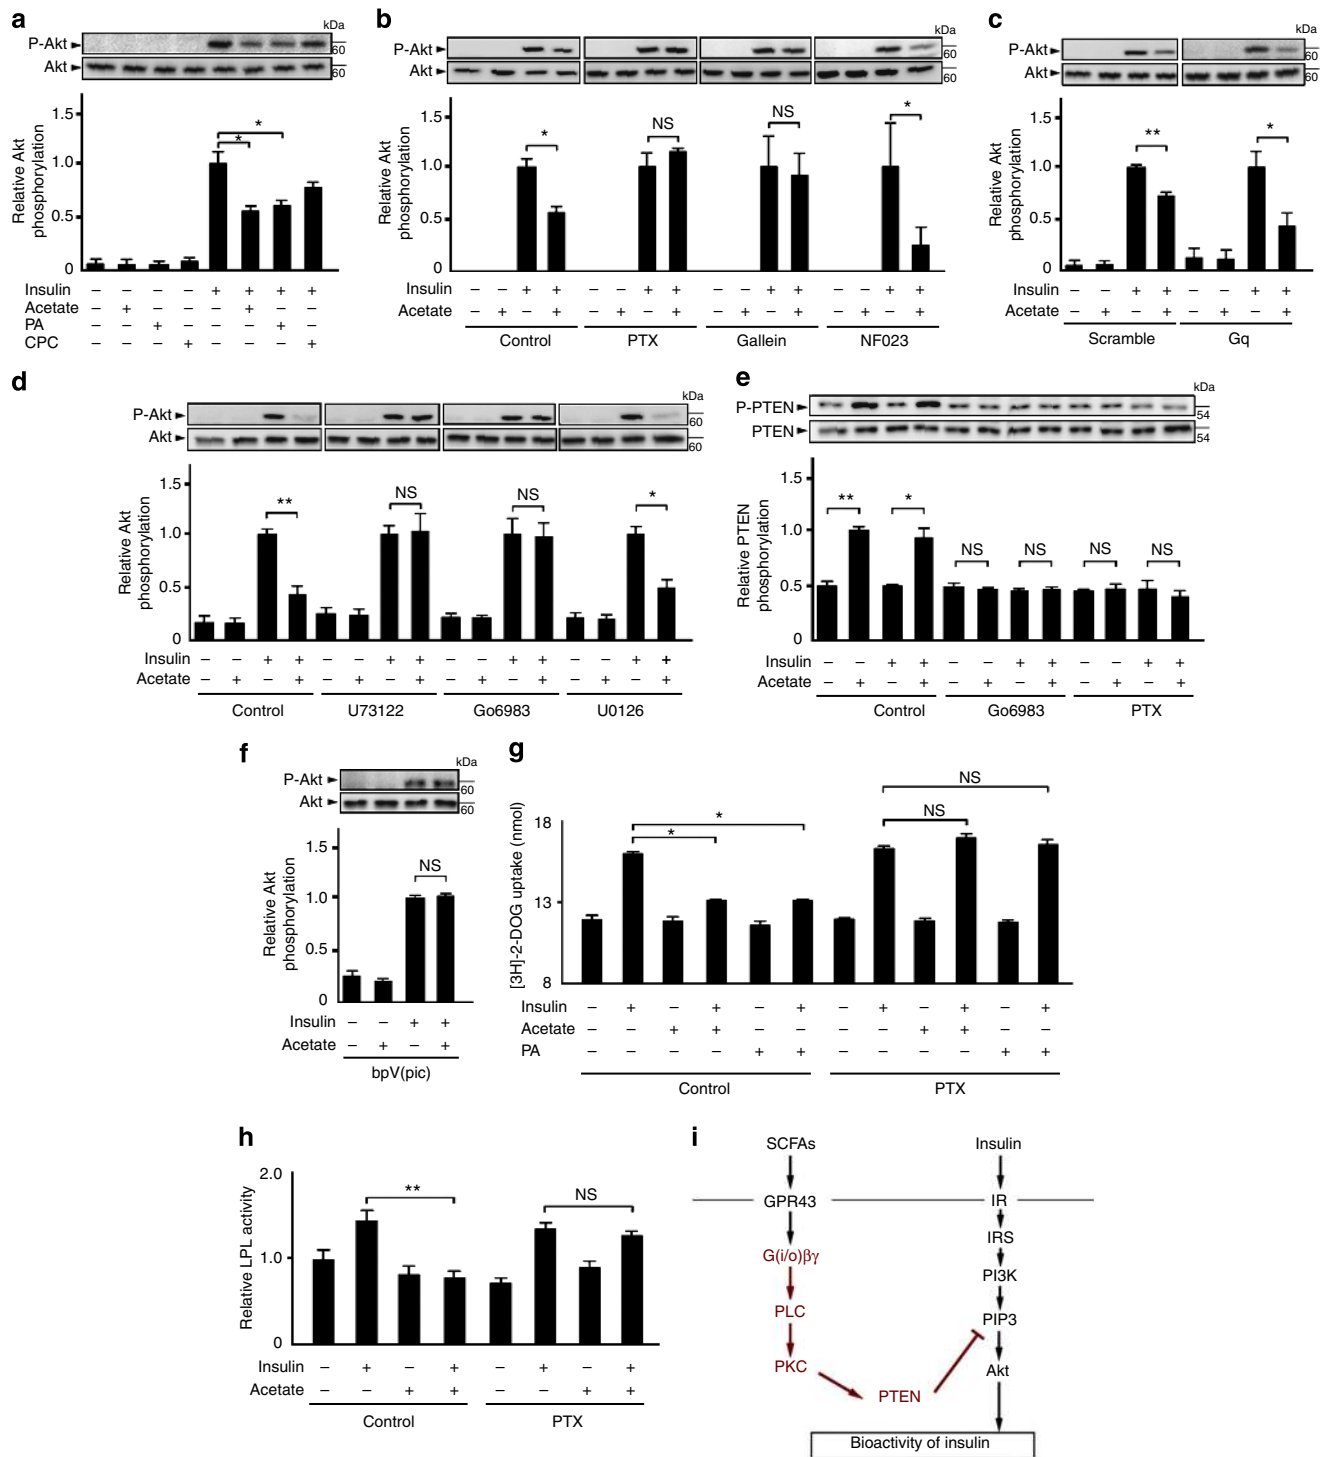 a
kDa
P-Akt
60
Akt
60
Relative Akt
phosphorylation
1.5
1.0
0.5
0
*
*
Insulin – – – – + + + +
Acetate – + – – – + – –
PA – – + – – – + –
CPC – – – + – – – +
b
kDa
P-Akt
60
Akt
60
Relative Akt
phosphorylation
1.5
1.0
0.5
0
* NS NS *
Insulin – – + + – – + + – – + + – – + +
Acetate – + – + – + – + – + – + – + – +
Control PTX Gallein NF023
c
kDa
P-Akt
60
Akt
60
Relative Akt
phosphorylation
1.5
1.0
0.5
0
** *
Insulin – – + + – – + +
Acetate – + – + – + – +
Scramble Gq
d
kDa
P-Akt
60
Akt
60
Relative Akt
phosphorylation
1.5
1.0
0.5
0
** NS NS *
Insulin – – + + – – + + – – + + – – + +
Acetate – + – + – + – + – + – + – + – +
Control U73122 Go6983 U0126
e
kDa
P-PTEN
54
PTEN
54
Relative PTEN
phosphorylation
1.5
1.0
0.5
0
** * NS NS NS NS
Insulin – – + + – – + + – – + +
Acetate – + – + – + – + – + – +
Control Go6983 PTX
f
kDa
P-Akt
60
Akt
60
Relative Akt
phosphorylation
1.5
1.0
0.5
0
NS
Insulin – – + +
Acetate – + – +
bpV(pic)
g
[3H]-2-DOG uptake (nmol)
18
13
8
*
*
NS
NS
Insulin – + – + – + – + – + – +
Acetate – – + + – – – – + + – –
PA – – – – + + – – – – + +
Control PTX
h
Relative LPL activity
2.0
1.0
0
** NS
Insulin – + – + – + – +
Acetate – – + + – – + +
Control PTX
i
SCFAs Insulin
GPR43 IR
IRS
G(i/o)βγ
PI3K
PLC
PIP3
PKC
Akt
PTEN
Bioactivity of insulin